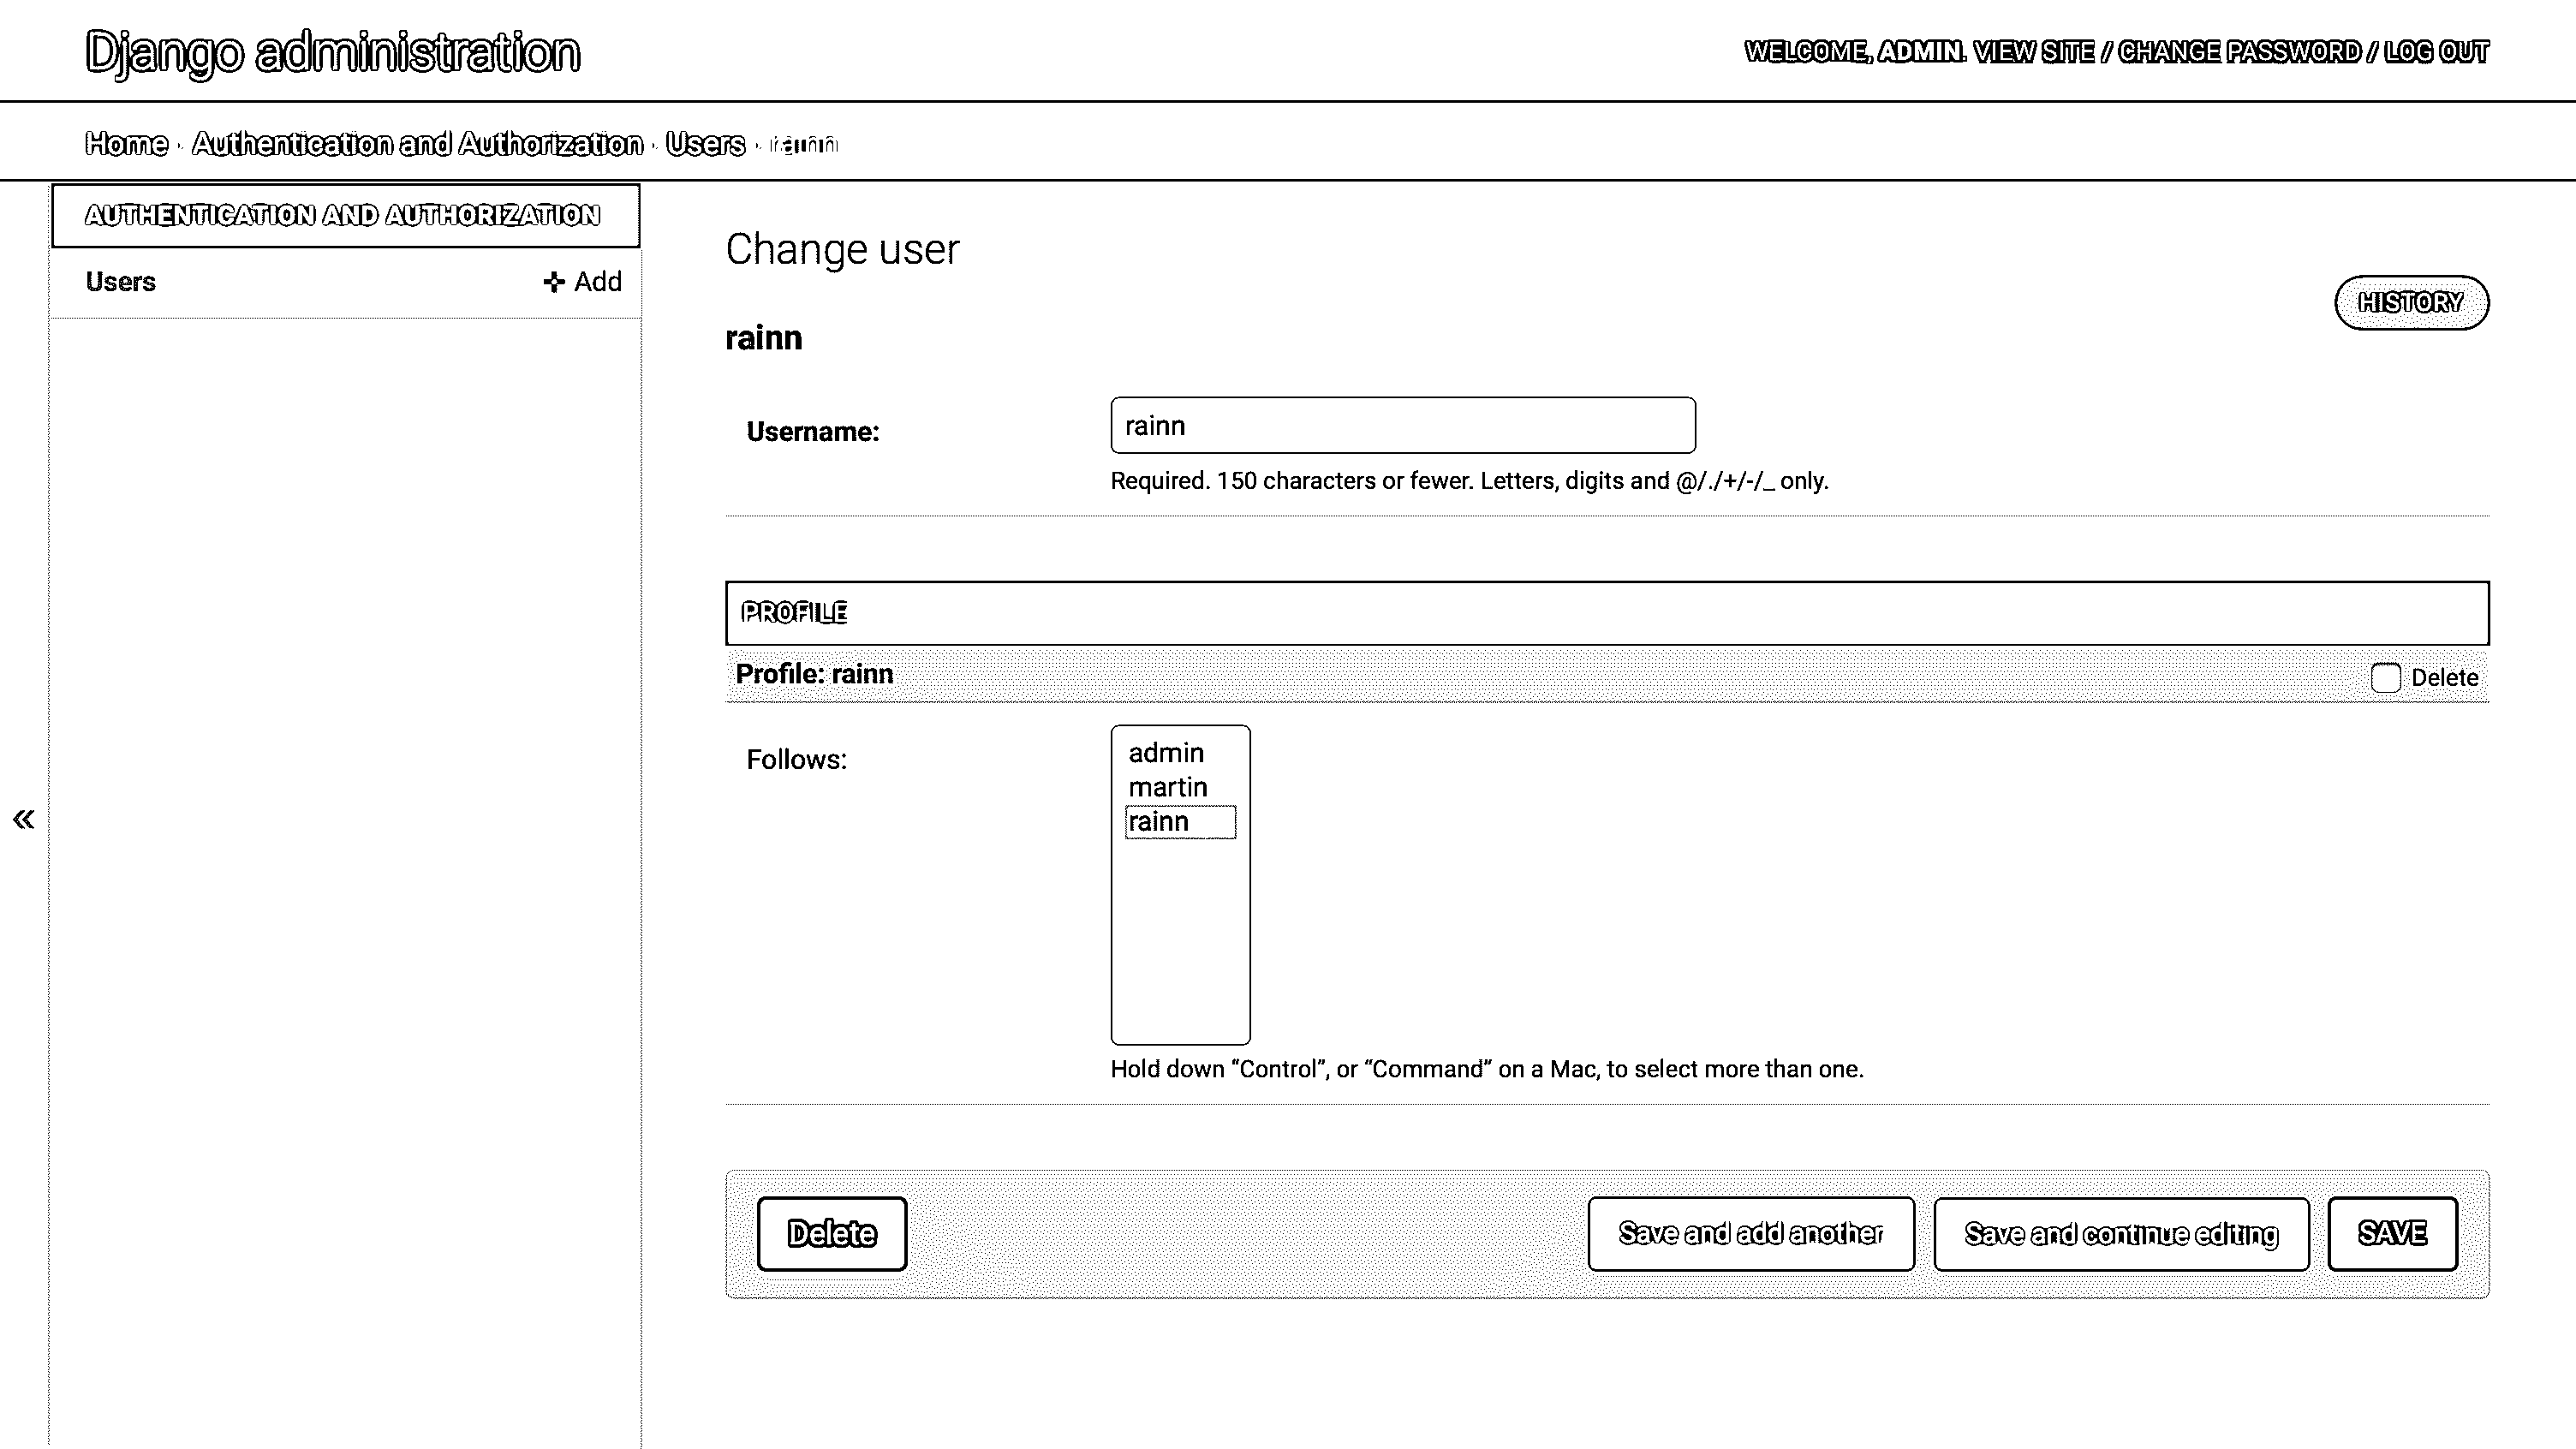 Django administration
WELCOME, ADMIN. VIEW SITE / CHANGE PASSWORD / LOG OUT
Home · Authentication and Authorization · Users · rainn
AUTHENTICATION AND AUTHORIZATION
Users + Add
«
Change user
HISTORY
rainn
Username: rainn
Required. 150 characters or fewer. Letters, digits and @/./+/-/_ only.
PROFILE
Profile: rainn Delete
Follows: admin
martin
rainn
Hold down “Control”, or “Command” on a Mac, to select more than one.
Delete Save and add another Save and continue editing SAVE